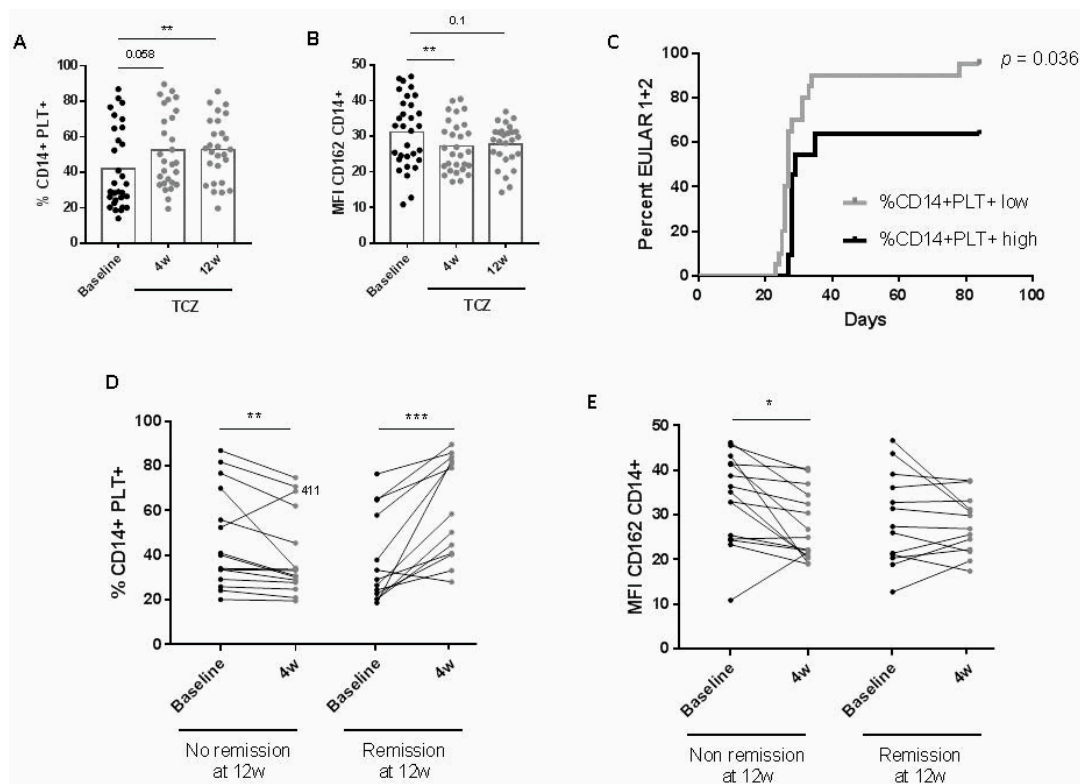 A
**
0.058
% CD14+ PLT+
100
80
60
40
20
0
Baseline
4w
12w
TCZ
B
0.1
**
MFI CD162 CD14+
50
40
30
20
10
0
Baseline
4w
12w
TCZ
C
Percent EULAR 1+2
100
80
60
40
20
0
p = 0.036
%CD14+PLT+ low
%CD14+PLT+ high
0
20
40
60
80
100
Days
D
% CD14+ PLT+
100
80
60
40
20
0
**
***
411
Baseline
4w
Baseline
4w
No remission
at 12w
Remission
at 12w
E
MFI CD162 CD14+
50
40
30
20
10
0
*
Baseline
4w
Baseline
4w
Non remission
at 12w
Remission
at 12w